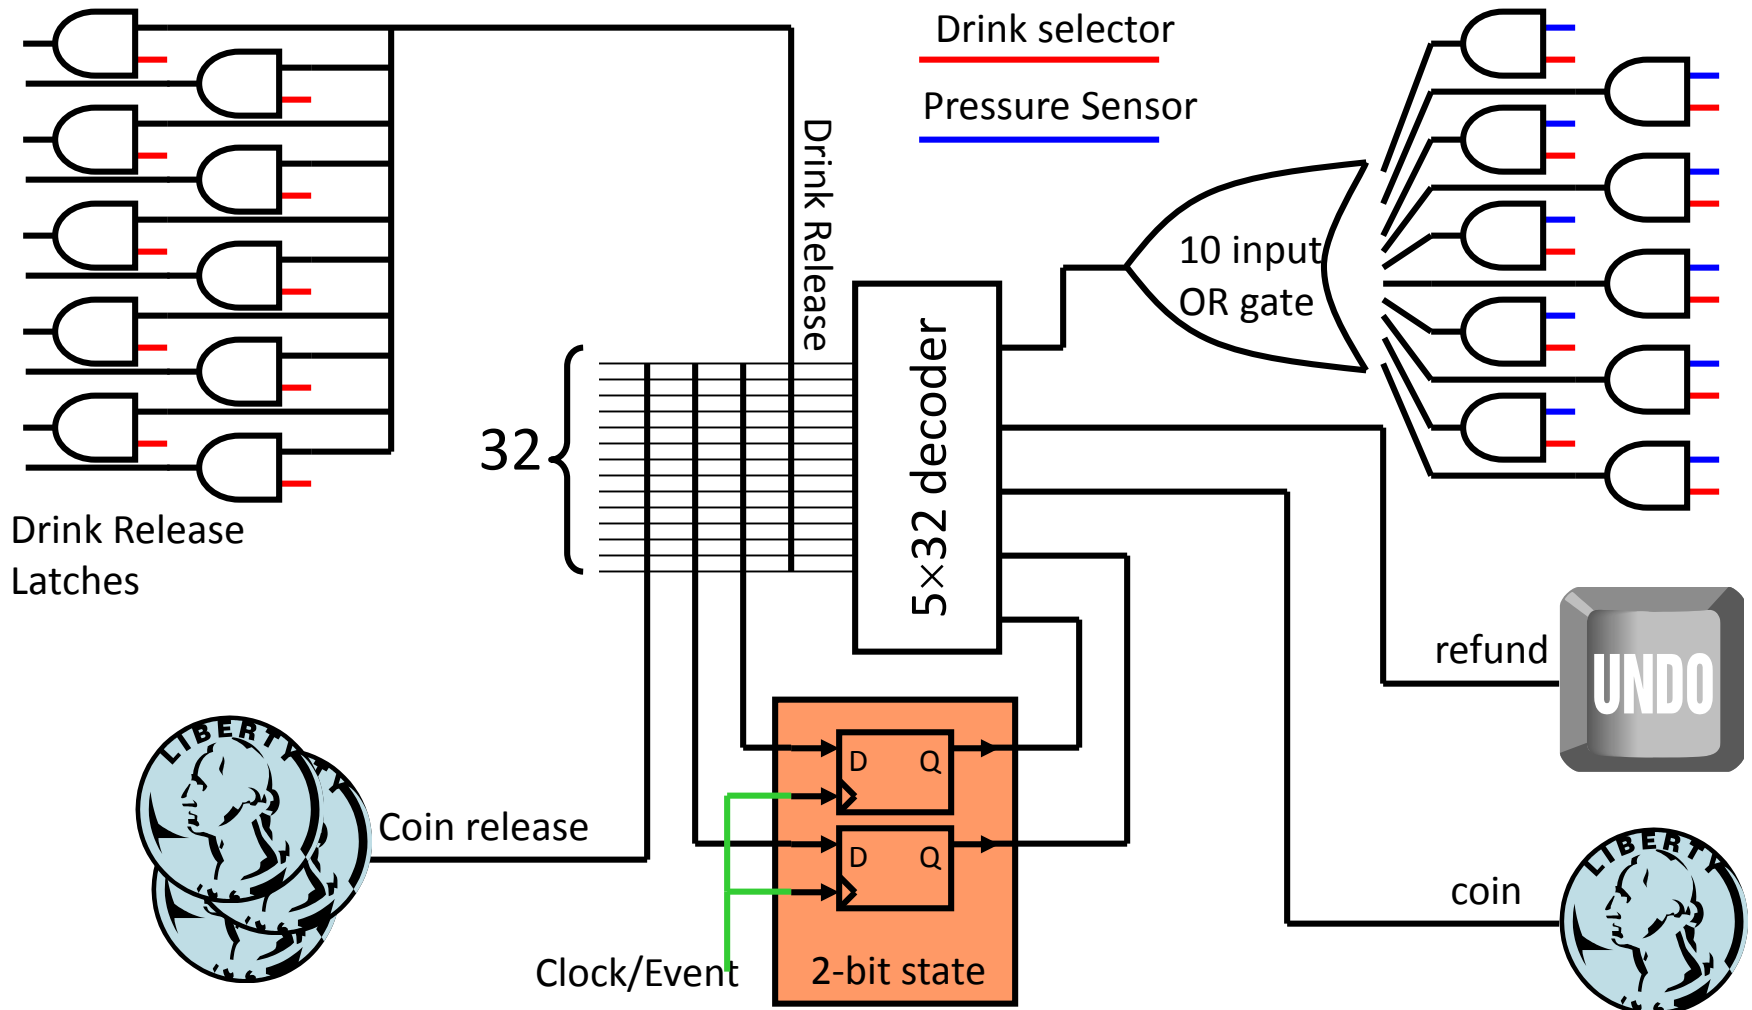 Drink selector
Pressure Sensor
Drink Release
10 input
OR gate
5×32 decoder
32
Drink Release
Latches
refund
UNDO
LIBERTY
Coin release
D Q
D Q
coin
LIBERTY
Clock/Event
2-bit state